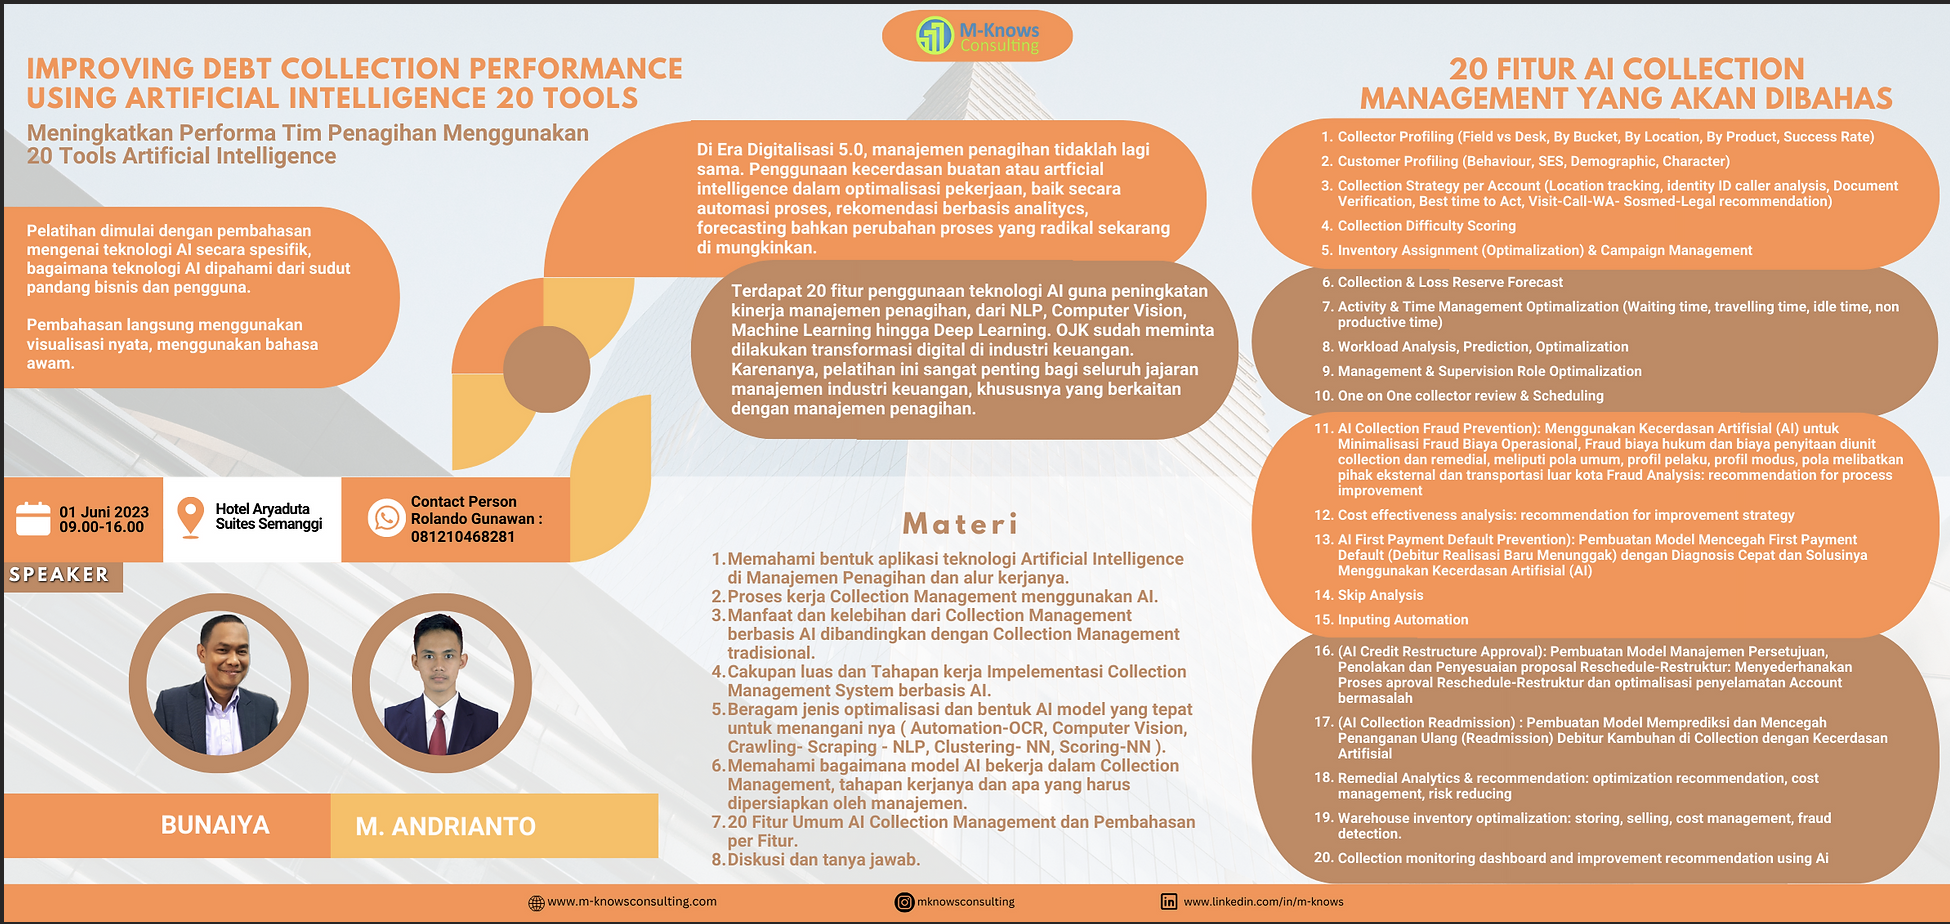 M-Knows
Consulting
IMPROVING DEBT COLLECTION PERFORMANCE
USING ARTIFICIAL INTELLIGENCE 20 TOOLS
Meningkatkan Performa Tim Penagihan Menggunakan
20 Tools Artificial Intelligence
Pelatihan dimulai dengan pembahasan
mengenai teknologi AI secara spesifik,
bagaimana teknologi AI dipahami dari sudut
pandang bisnis dan pengguna.
Pembahasan langsung menggunakan
visualisasi nyata, menggunakan bahasa
awam.
01 Juni 2023
09.00-16.00
Hotel Aryaduta
Suites Semanggi
Contact Person
Rolando Gunawan :
081210468281
SPEAKER
BUNAIYA
M. ANDRIANTO
Di Era Digitalisasi 5.0, manajemen penagihan tidaklah lagi
sama. Penggunaan kecerdasan buatan atau artficial
intelligence dalam optimalisasi pekerjaan, baik secara
automasi proses, rekomendasi berbasis analitycs,
forecasting bahkan perubahan proses yang radikal sekarang
di mungkinkan.
Terdapat 20 fitur penggunaan teknologi AI guna peningkatan
kinerja manajemen penagihan, dari NLP, Computer Vision,
Machine Learning hingga Deep Learning. OJK sudah meminta
dilakukan transformasi digital di industri keuangan.
Karenanya, pelatihan ini sangat penting bagi seluruh jajaran
manajemen industri keuangan, khususnya yang berkaitan
dengan manajemen penagihan.
Materi
1. Memahami bentuk aplikasi teknologi Artificial Intelligence
di Manajemen Penagihan dan alur kerjanya.
2. Proses kerja Collection Management menggunakan AI.
3. Manfaat dan kelebihan dari Collection Management
berbasis AI dibandingkan dengan Collection Management
tradisional.
4. Cakupan luas dan Tahapan kerja Impelementasi Collection
Management System berbasis AI.
5. Beragam jenis optimalisasi dan bentuk AI model yang tepat
untuk menangani nya ( Automation-OCR, Computer Vision,
Crawling- Scraping - NLP, Clustering- NN, Scoring-NN ).
6. Memahami bagaimana model AI bekerja dalam Collection
Management, tahapan kerjanya dan apa yang harus
dipersiapkan oleh manajemen.
7. 20 Fitur Umum AI Collection Management dan Pembahasan
per Fitur.
8. Diskusi dan tanya jawab.
20 FITUR AI COLLECTION
MANAGEMENT YANG AKAN DIBAHAS
1. Collector Profiling (Field vs Desk, By Bucket, By Location, By Product, Success Rate)
2. Customer Profiling (Behaviour, SES, Demographic, Character)
3. Collection Strategy per Account (Location tracking, identity ID caller analysis, Document
Verification, Best time to Act, Visit-Call-WA- Sosmed-Legal recommendation)
4. Collection Difficulty Scoring
5. Inventory Assignment (Optimalization) & Campaign Management
6. Collection & Loss Reserve Forecast
7. Activity & Time Management Optimalization (Waiting time, travelling time, idle time, non
productive time)
8. Workload Analysis, Prediction, Optimalization
9. Management & Supervision Role Optimalization
10. One on One collector review & Scheduling
11. AI Collection Fraud Prevention): Menggunakan Kecerdasan Artifisial (AI) untuk
Minimalisasi Fraud Biaya Operasional, Fraud biaya hukum dan biaya penyitaan diunit
collection dan remedial, meliputi pola umum, profil pelaku, profil modus, pola melibatkan
pihak eksternal dan transportasi luar kota Fraud Analysis: recommendation for process
improvement
12. Cost effectiveness analysis: recommendation for improvement strategy
13. AI First Payment Default Prevention): Pembuatan Model Mencegah First Payment
Default (Debitur Realisasi Baru Menunggak) dengan Diagnosis Cepat dan Solusinya
Menggunakan Kecerdasan Artifisial (AI)
14. Skip Analysis
15. Inputing Automation
16. (AI Credit Restructure Approval): Pembuatan Model Manajemen Persetujuan,
Penolakan dan Penyesuaian proposal Reschedule-Restruktur: Menyederhanakan
Proses aproval Reschedule-Restruktur dan optimalisasi penyelamatan Account
bermasalah
17. (AI Collection Readmission) : Pembuatan Model Memprediksi dan Mencegah
Penanganan Ulang (Readmission) Debitur Kambuhan di Collection dengan Kecerdasan
Artifisial
18. Remedial Analytics & recommendation: optimization recommendation, cost
management, risk reducing
19. Warehouse inventory optimalization: storing, selling, cost management, fraud
detection.
20. Collection monitoring dashboard and improvement recommendation using Ai
www.m-knowsconsulting.com
mknowsconsulting
www.linkedin.com/in/m-knows